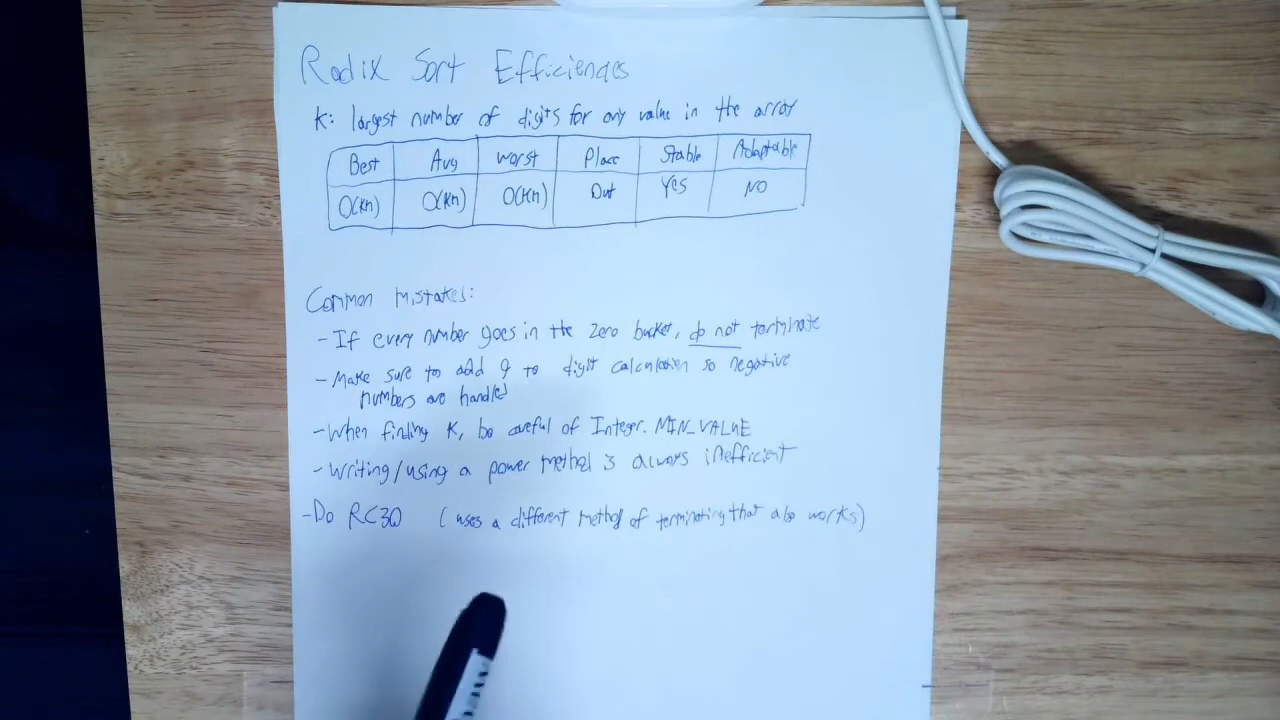 Radix Sort Efficiencies
K: largest number of digits for any value in the array
Best Avg worst Place Stable Adaptable
O(kn) O(kn) O(kn) Out Yes NO
Common Mistakes:
- If every number goes in the zero bucket, do not terminate
- Make sure to add 9 to digit calculation so negative
numbers are handled
- When finding K, be careful of Integer.MIN_VALUE
- Writing/using a power method is always inefficient
- Do RC3Q (uses a different method of terminating that also works)